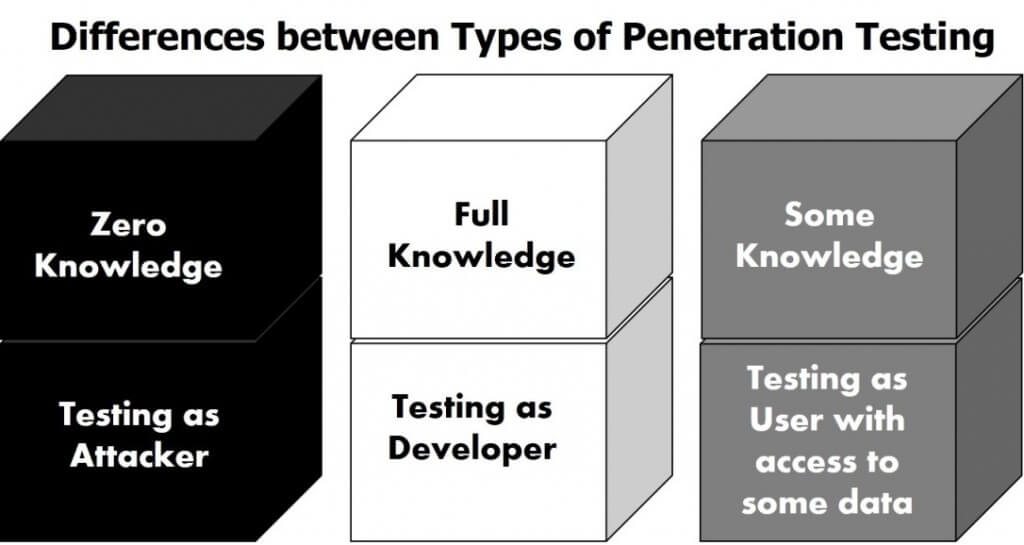 Differences between Types of Penetration Testing
Zero
Knowledge
Testing as
Attacker
Full
Knowledge
Testing as
Developer
Some
Knowledge
Testing as
User with
access to
some data